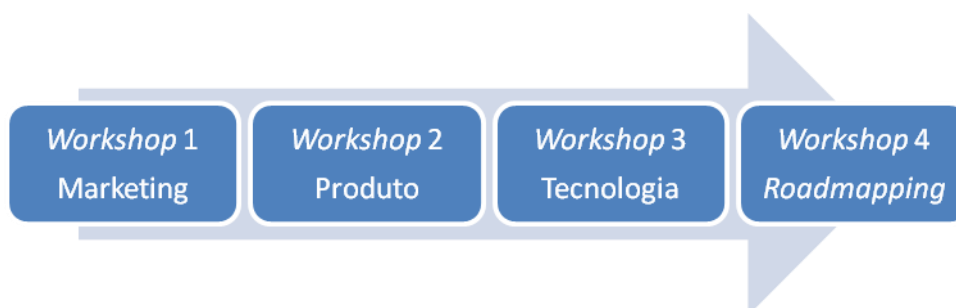 Workshop 1
Marketing
Workshop 2
Produto
Workshop 3
Tecnologia
Workshop 4
Roadmapping